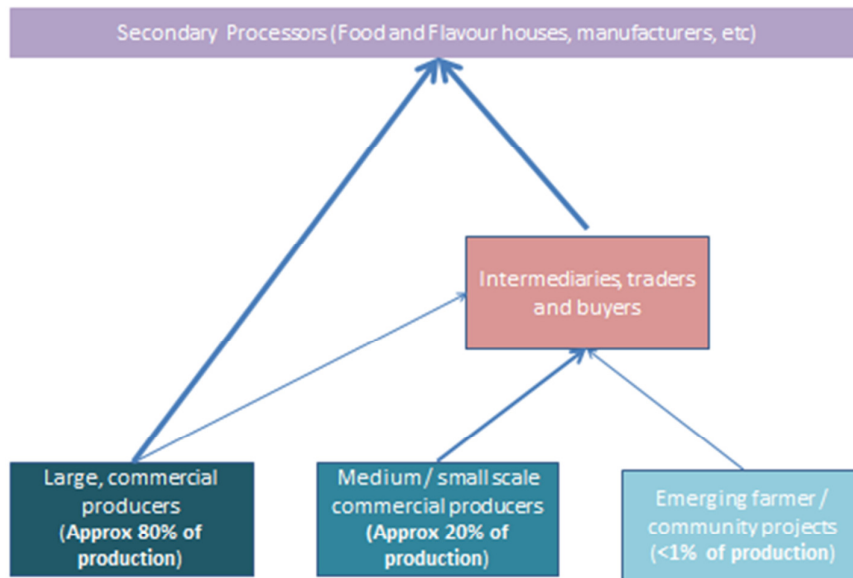 Secondary Processors (Food and Flavour houses, manufacturers, etc)
Intermediaries, traders
and buyers
Large, commercial
producers
(Approx 80% of
production)
Medium / small scale
commercial producers
(Approx 20% of
production)
Emerging farmer /
community projects
(<1% of production)